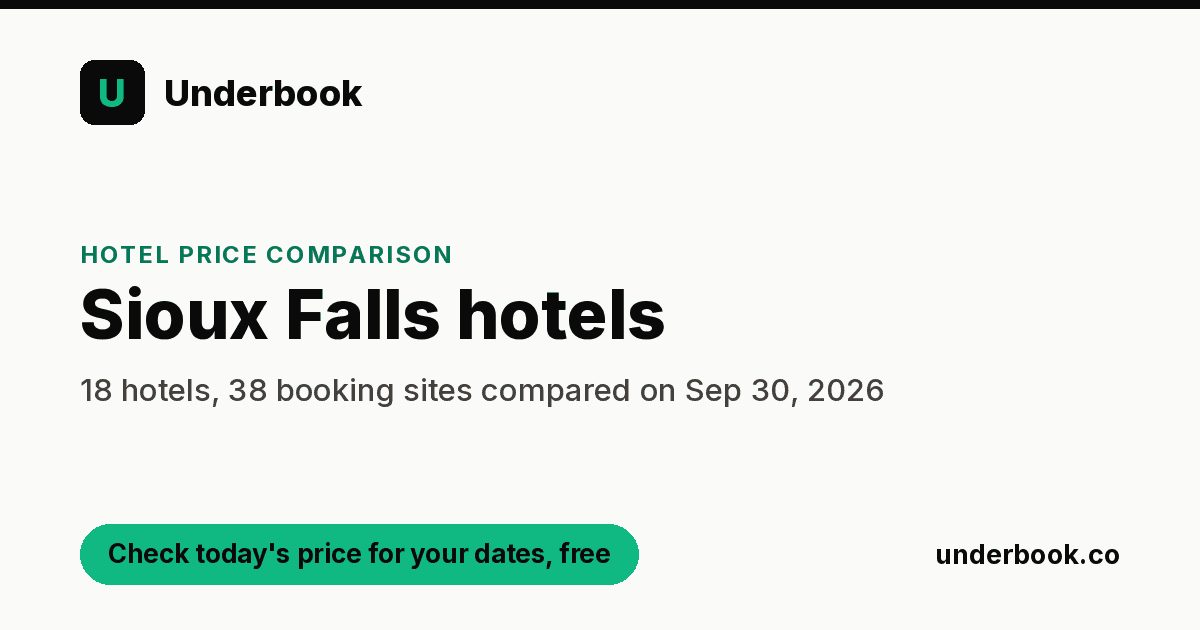 U Underbook
HOTEL PRICE COMPARISON
Sioux Falls hotels
18 hotels, 38 booking sites compared on Sep 30, 2026
Check today's price for your dates, free
underbook.co